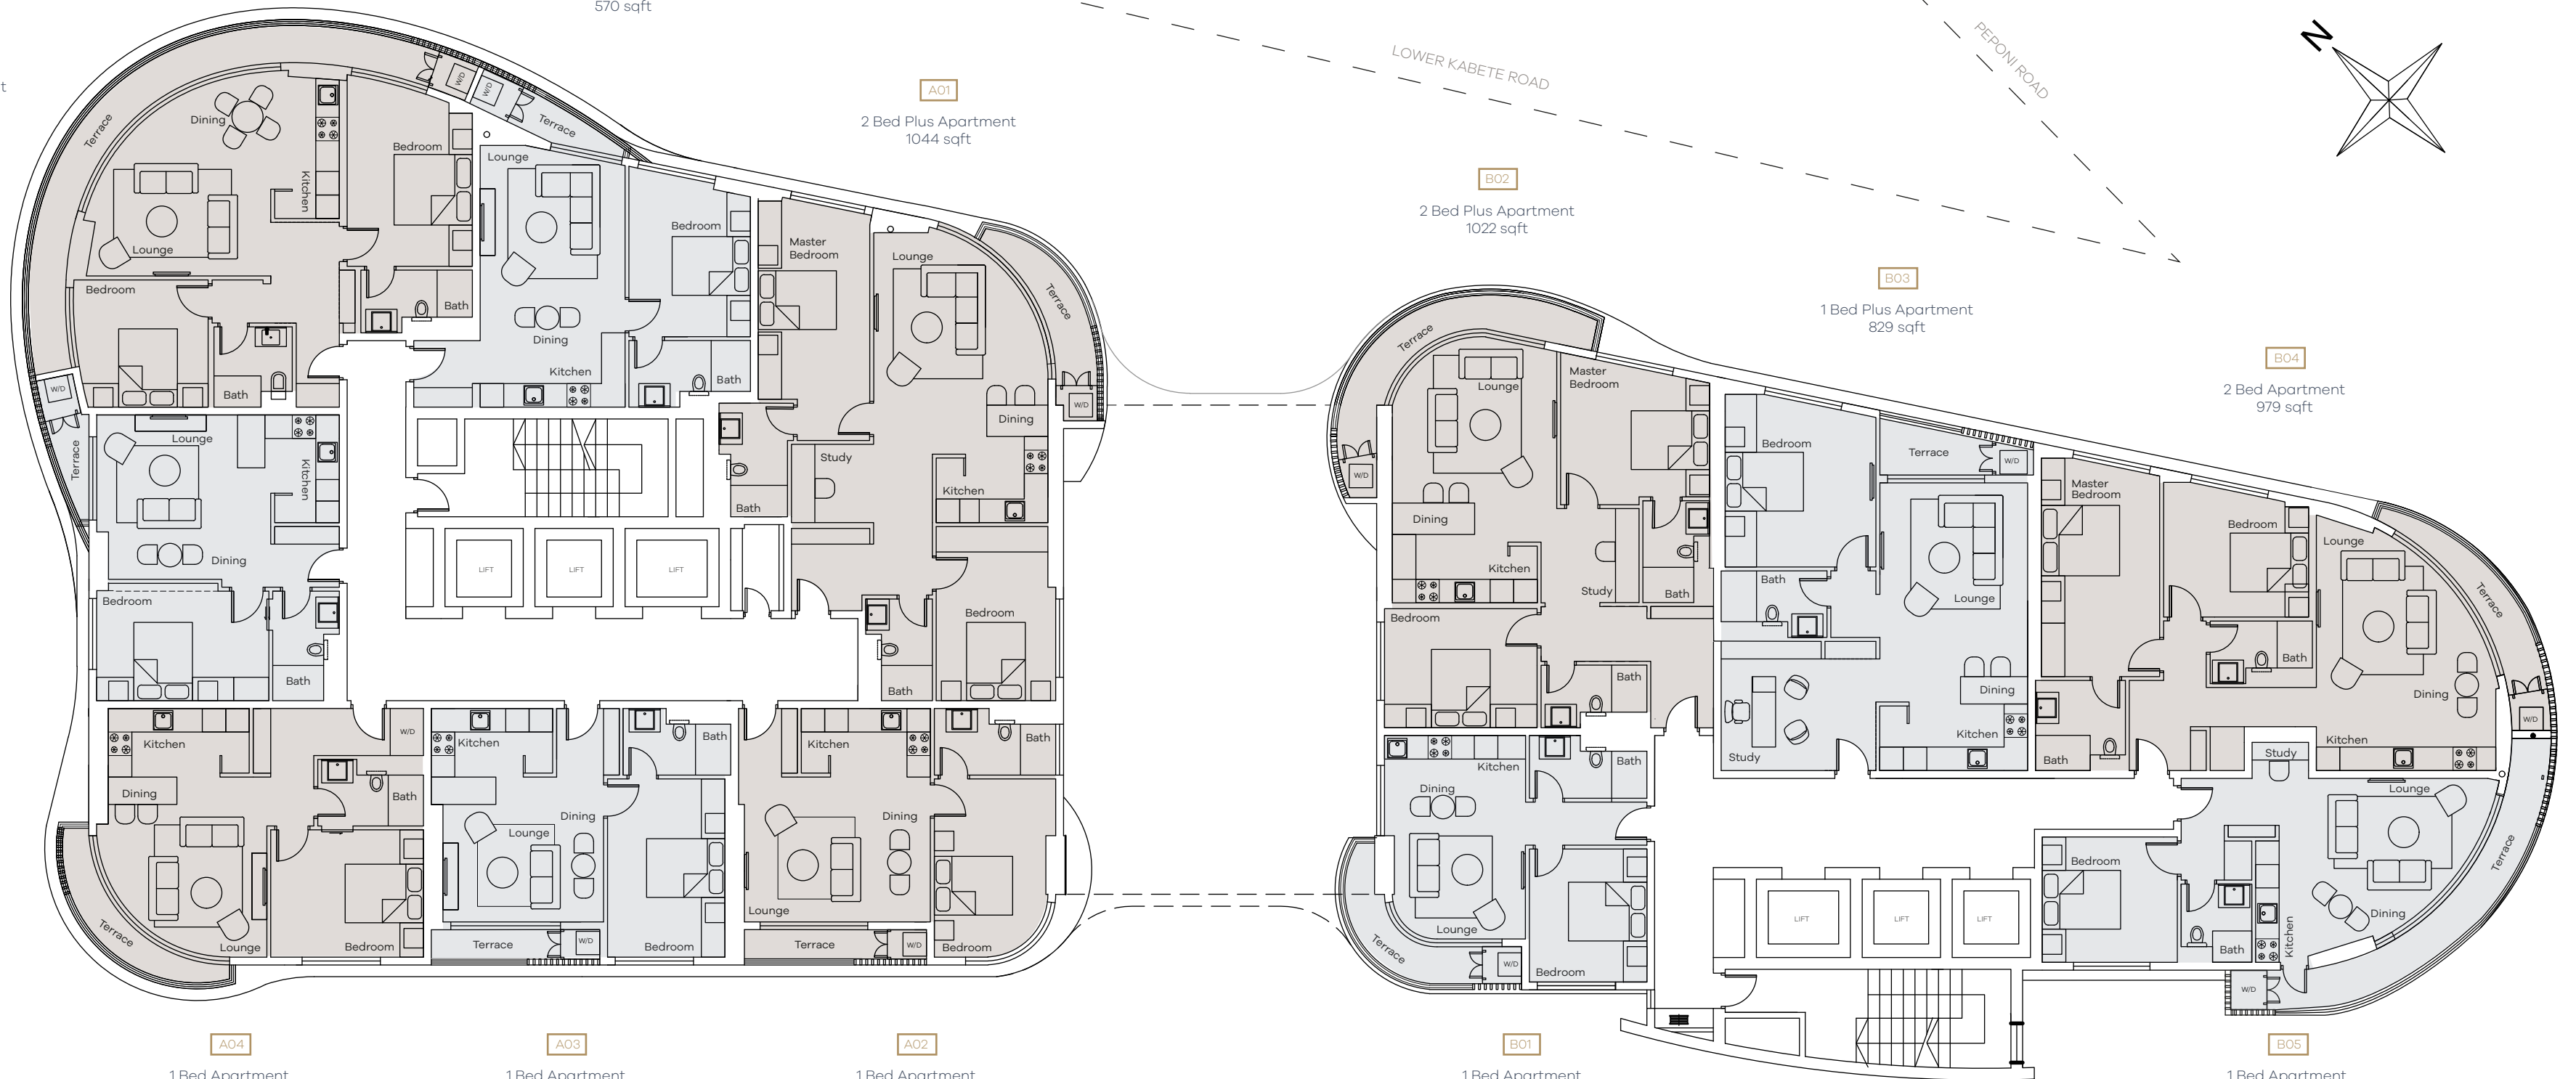 570 sqft
t
LOWER KABETE ROAD
PEPONI ROAD
N
A01
2 Bed Plus Apartment
1044 sqft
B02
2 Bed Plus Apartment
1022 sqft
B03
1 Bed Plus Apartment
829 sqft
B04
2 Bed Apartment
979 sqft
Terrace
Dining
Kitchen
Lounge
Bedroom
Bedroom
Bath
Bath
W/D
W/D
Terrace
Lounge
Dining
Kitchen
Bedroom
Bath
Master
Bedroom
Lounge
Terrace
W/D
Dining
Study
Kitchen
Bath
Bedroom
Bath
W/D
Terrace
Lounge
Kitchen
Dining
Bedroom
Bath
LIFT
LIFT
LIFT
Kitchen
W/D
Dining
Bath
Lounge
Bedroom
Terrace
Kitchen
Bath
Dining
Lounge
Terrace
W/D
Bedroom
Kitchen
Bath
Dining
Lounge
Terrace
W/D
Bedroom
Terrace
Lounge
Master
Bedroom
W/D
Dining
Kitchen
Study
Bath
Bedroom
Bath
Bedroom
Terrace
W/D
Bath
Lounge
Dining
Kitchen
Study
Master
Bedroom
Bedroom
Lounge
Terrace
Bath
Dining
W/D
Bath
Kitchen
Kitchen
Bath
Dining
Lounge
Terrace
W/D
Bedroom
LIFT
LIFT
LIFT
Study
Lounge
Terrace
Bedroom
Dining
Kitchen
Bath
W/D
A04
1 Bed Apartment
A03
1 Bed Apartment
A02
1 Bed Apartment
B01
1 Bed Apartment
B05
1 Bed Apartment